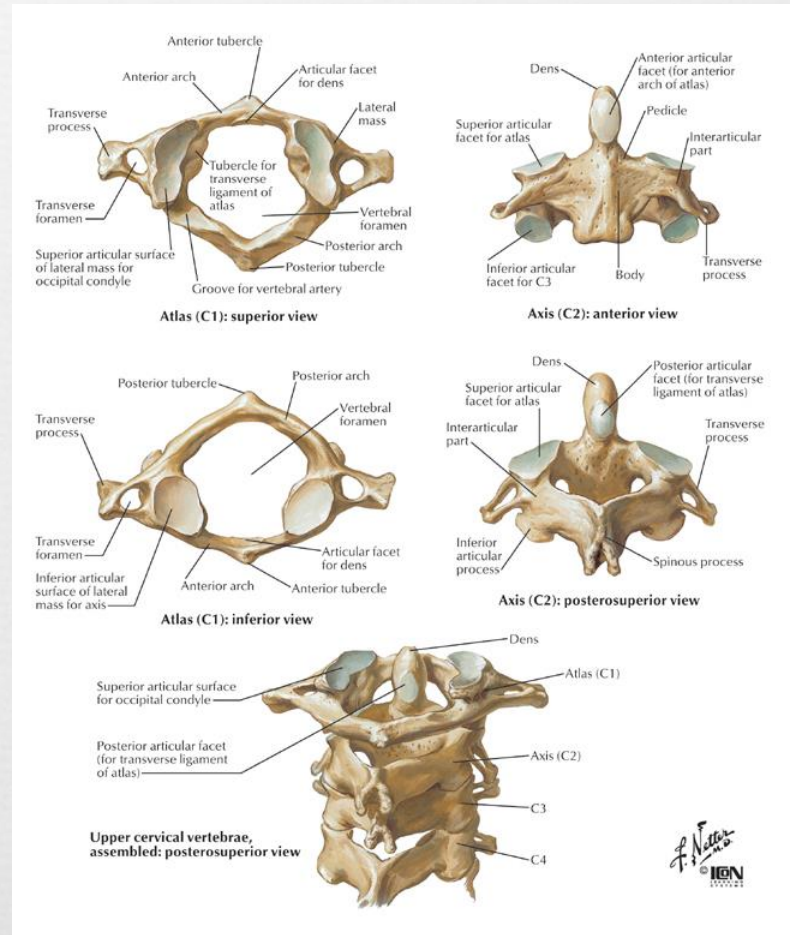 Anterior tubercle
Anterior arch
Articular facet
for dens
Transverse
process
Lateral
mass
Tubercle for
transverse
ligament of
atlas
Transverse
foramen
Vertebral
foramen
Superior articular surface
of lateral mass for
occipital condyle
Posterior arch
Posterior tubercle
Groove for vertebral artery
Atlas (C1): superior view
Dens
Anterior articular
facet (for anterior
arch of atlas)
Pedicle
Superior articular
facet for atlas
Interarticular
part
Inferior articular
facet for C3
Body
Transverse
process
Axis (C2): anterior view
Posterior tubercle
Posterior arch
Transverse
process
Vertebral
foramen
Transverse
foramen
Inferior articular
surface of lateral
mass for axis
Anterior arch
Articular facet
for dens
Anterior tubercle
Atlas (C1): inferior view
Dens
Posterior articular
facet (for transverse
ligament of atlas)
Superior articular
facet for atlas
Interarticular
part
Transverse
process
Inferior
articular
process
Spinous process
Axis (C2): posterosuperior view
Dens
Superior articular surface
for occipital condyle
Atlas (C1)
Posterior articular facet
(for transverse ligament
of atlas)
Axis (C2)
C3
C4
Upper cervical vertebrae,
assembled: posterosuperior view
F. Netter
M.D.
© ICON
LEARNING
SYSTEMS